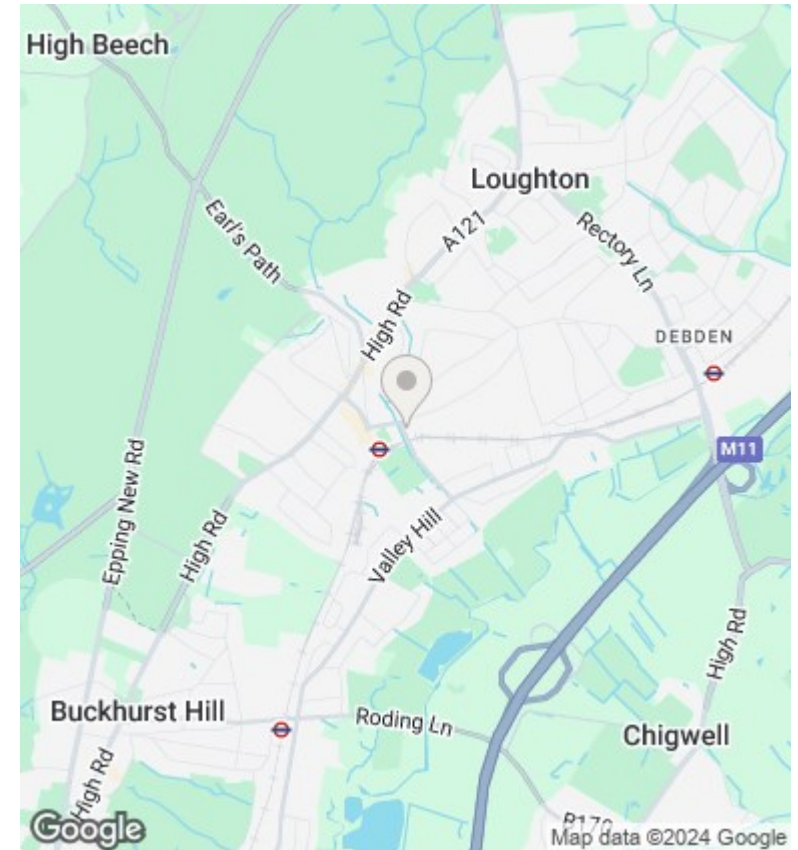 High Beech
Loughton
A121
Earl's Path
Rectory Ln
High Rd
DEBDEN
M11
Epping New Rd
High Rd
Valley Hill
High Rd
Buckhurst Hill
Roding Ln
Chigwell
High Rd
Google
Map data ©2024 Google